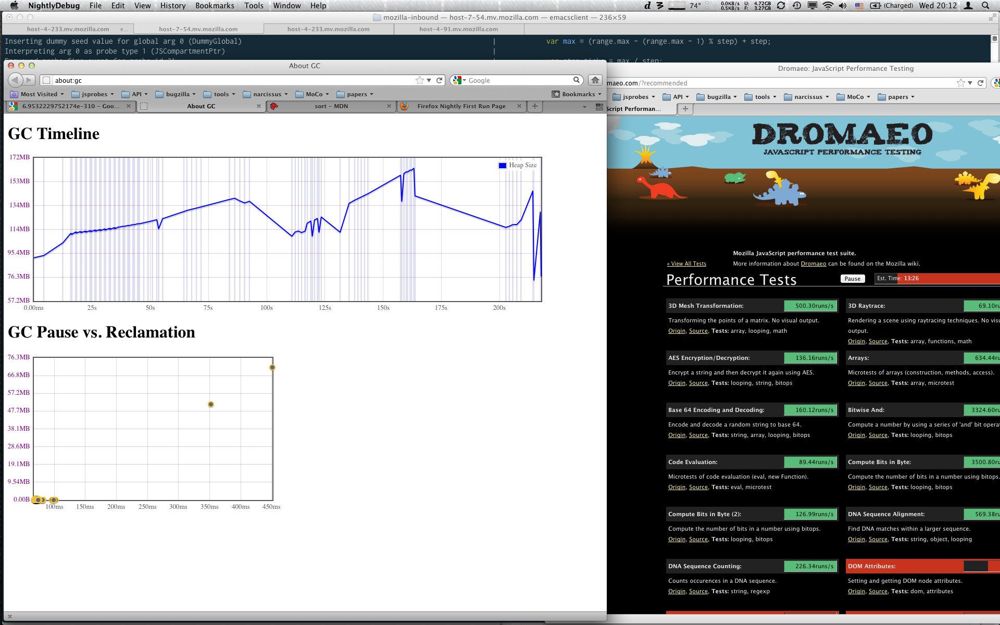 NightlyDebug File Edit View History Bookmarks Tools Window Help
74° 0.0KB/s 0.5KB/s U: 4.72GB F: 3.27GB (Charged) Wed 20:12
mozilla-inbound — host-7-54.mv.mozilla.com — emacsclient — 236×59
host-4-233.mv.mozilla.com e... host-7-54.mv.mozilla.com host-4-233.mv.mozilla.com host-4-91.mv.mozilla.com
Inserting dummy seed value for global arg 0 (DummyGlobal)
Interpreting arg 0 as probe type 1 (JSCompartmentPtr)
var max = (range.max - (range.max - 1) % step) + step;
= max / step;
About GC
about:gc
Google
Most Visited jsprobes API bugzilla tools narcissus MoCo papers Bookmarks
6.9532229752174e-310 - Goo... About GC sort - MDN Firefox Nightly First Run Page
GC Timeline
172MB
153MB
134MB
114MB
95.4MB
76.3MB
57.2MB
Heap Size
0.00ms 25s 50s 75s 100s 125s 150s 175s 200s
GC Pause vs. Reclamation
76.3MB
66.8MB
57.2MB
47.7MB
38.1MB
28.6MB
19.1MB
9.54MB
0.00B
100ms 150ms 200ms 250ms 300ms 350ms 400ms 450ms
Dromaeo: JavaScript Performance Testing
maeo.com/?recommended
jsprobes API bugzilla tools narcissus MoCo papers
Script Performan...
DROMAEO
JAVASCRIPT PERFORMANCE TESTING
Mozilla JavaScript performance test suite.
« View All Tests More information about Dromaeo can be found on the Mozilla wiki.
Performance Tests Pause Est. Time: 13:26
3D Mesh Transformation: 500.30runs/s
Transforming the points of a matrix. No visual output.
Origin, Source, Tests: array, looping, math
3D Raytrace: 69.10ru
Rendering a scene using raytracing techniques. No visu
output.
Origin, Source, Tests: array, functions, math
AES Encryption/Decryption: 136.16runs/s
Encrypt a string and then decrypt it again using AES.
Origin, Source, Tests: looping, string, bitops
Arrays: 634.44ru
Microtests of arrays (construction, methods, access).
Origin, Source, Tests: array, microtest
Base 64 Encoding and Decoding: 160.12runs/s
Encode and decode a random string to base 64.
Origin, Source, Tests: string, array, looping, bitops
Bitwise And: 3324.60ru
Compute a number by using a series of 'and' bit operat
Origin, Source, Tests: looping, bitops
Code Evaluation: 89.44runs/s
Microtests of code evaluation (eval, new Function).
Origin, Source, Tests: eval, microtest
Compute Bits in Byte: 3500.80ru
Compute the number of bits in a number using bitops.
Origin, Source, Tests: looping, bitops
Compute Bits in Byte (2): 126.99runs/s
Compute the number of bits in a number using bitops.
Origin, Source, Tests: looping, bitops
DNA Sequence Alignment: 569.38ru
Find DNA matches within a larger sequence.
Origin, Source, Tests: string, object, looping
DNA Sequence Counting: 226.34runs/s
Counts occurences in a DNA sequence.
Origin, Source, Tests: string, regexp
DOM Attributes:
Setting and getting DOM node attributes.
Origin, Source, Tests: dom, attributes